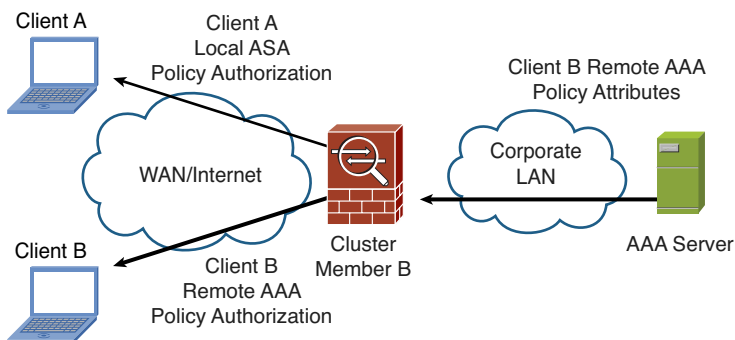 Client A
Client A
Local ASA
Policy Authorization
Client B Remote AAA
Policy Attributes
WAN/Internet
Corporate
LAN
Cluster
Member B
AAA Server
Client B
Client B
Remote AAA
Policy Authorization